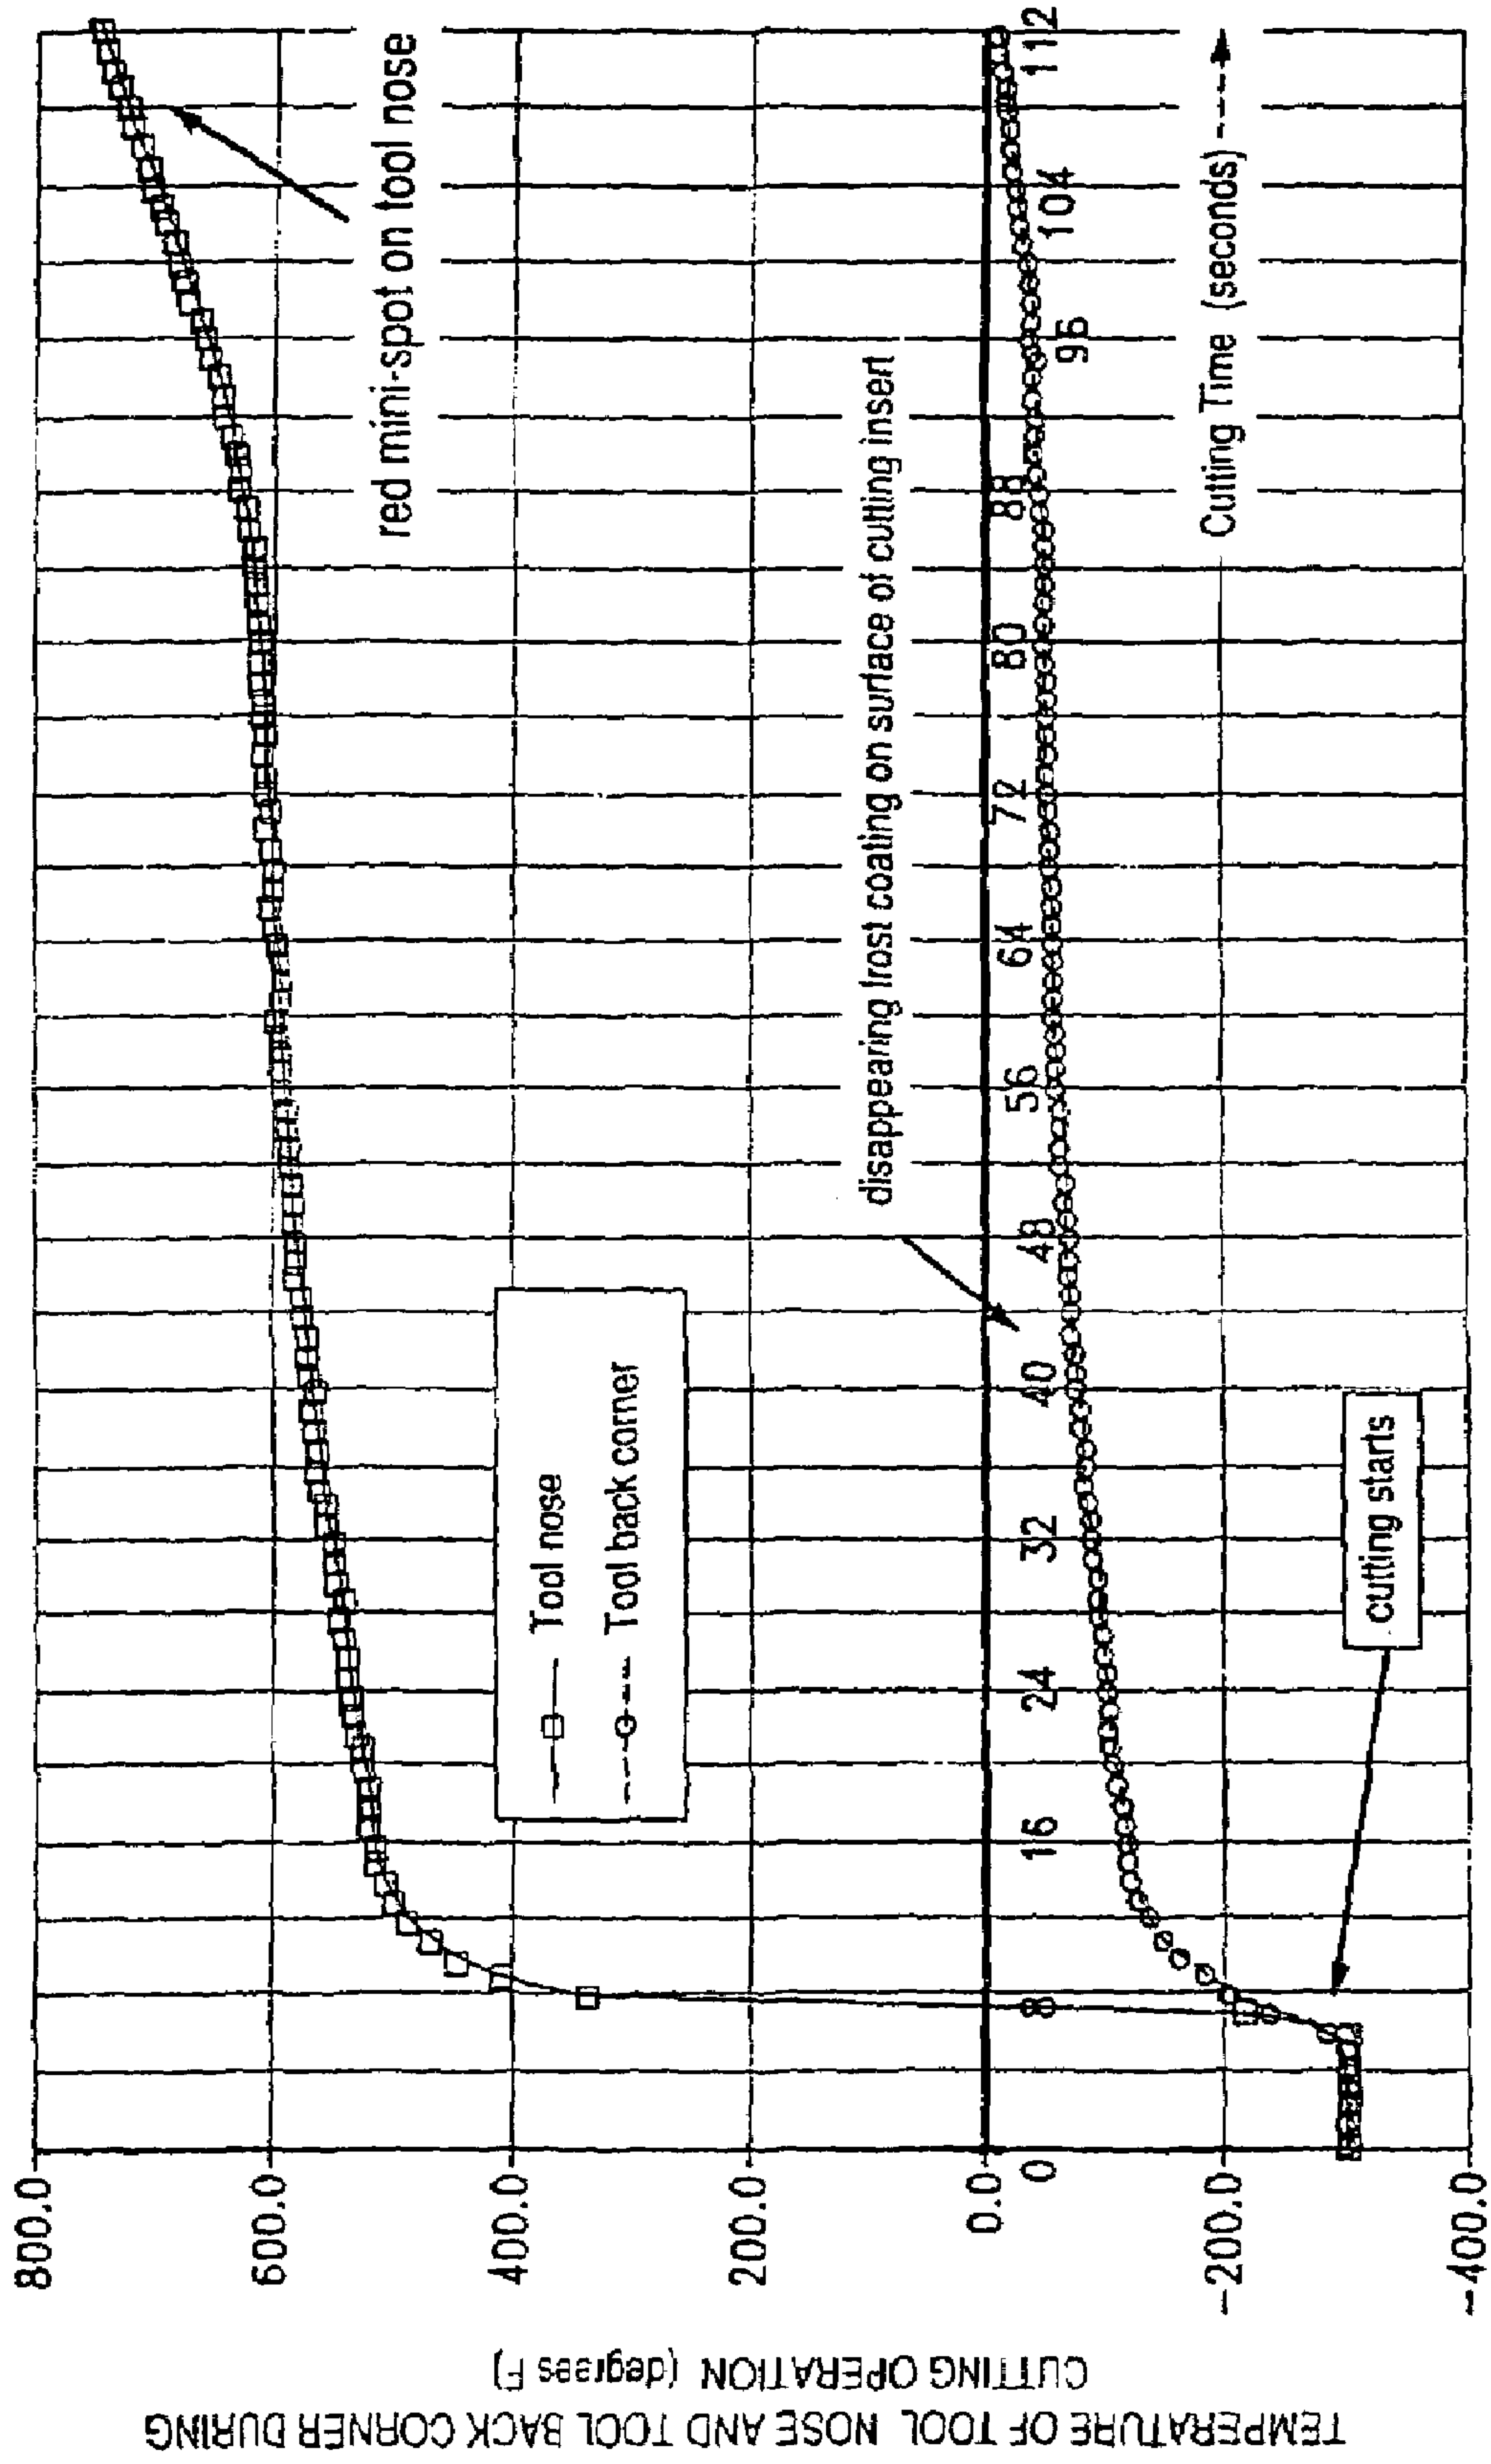 TEMPERATURE OF TOOL NOSE AND TOOL BACK CORNER DURING
CUTTING OPERATION (degrees F)
800.0
600.0
400.0
200.0
0.0
-200.0
-400.0
red mini-spot on tool nose
Tool nose
Tool back corner
disappearing frost coating on surface of cutting insert
0
8
16
24
32
40
48
56
64
72
80
88
96
104
112
Cutting Time (seconds)
cutting starts